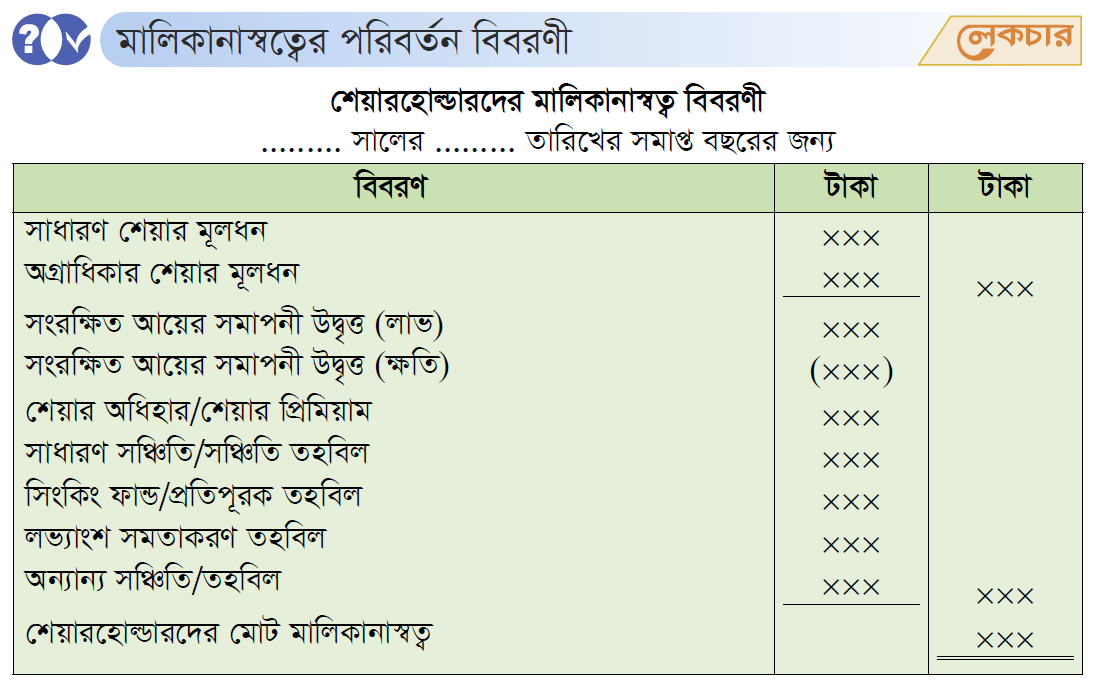 ? মালিকানাস্বত্বের পরিবর্তন বিবরণী লেকচার
শেয়ারহোল্ডারদের মালিকানাস্বত্ব বিবরণী
......... সালের ......... তারিখের সমাপ্ত বছরের জন্য
বিবরণ টাকা টাকা
সাধারণ শেয়ার মূলধন ×××
অগ্রাধিকার শেয়ার মূলধন ××× ×××
সংরক্ষিত আয়ের সমাপনী উদ্বৃত্ত (লাভ) ×××
সংরক্ষিত আয়ের সমাপনী উদ্বৃত্ত (ক্ষতি) (×××)
শেয়ার অধিহার/শেয়ার প্রিমিয়াম ×××
সাধারণ সঞ্চিতি/সঞ্চিতি তহবিল ×××
সিংকিং ফান্ড/প্রতিপূরক তহবিল ×××
লভ্যাংশ সমতাকরণ তহবিল ×××
অন্যান্য সঞ্চিতি/তহবিল ××× ×××
শেয়ারহোল্ডারদের মোট মালিকানাস্বত্ব ×××